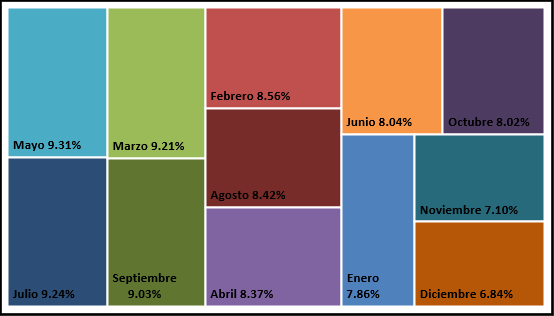 Mayo 9.31%
Julio 9.24%
Marzo 9.21%
Septiembre
9.03%
Febrero 8.56%
Agosto 8.42%
Abril 8.37%
Junio 8.04%
Octubre 8.02%
Enero
7.86%
Noviembre 7.10%
Diciembre 6.84%